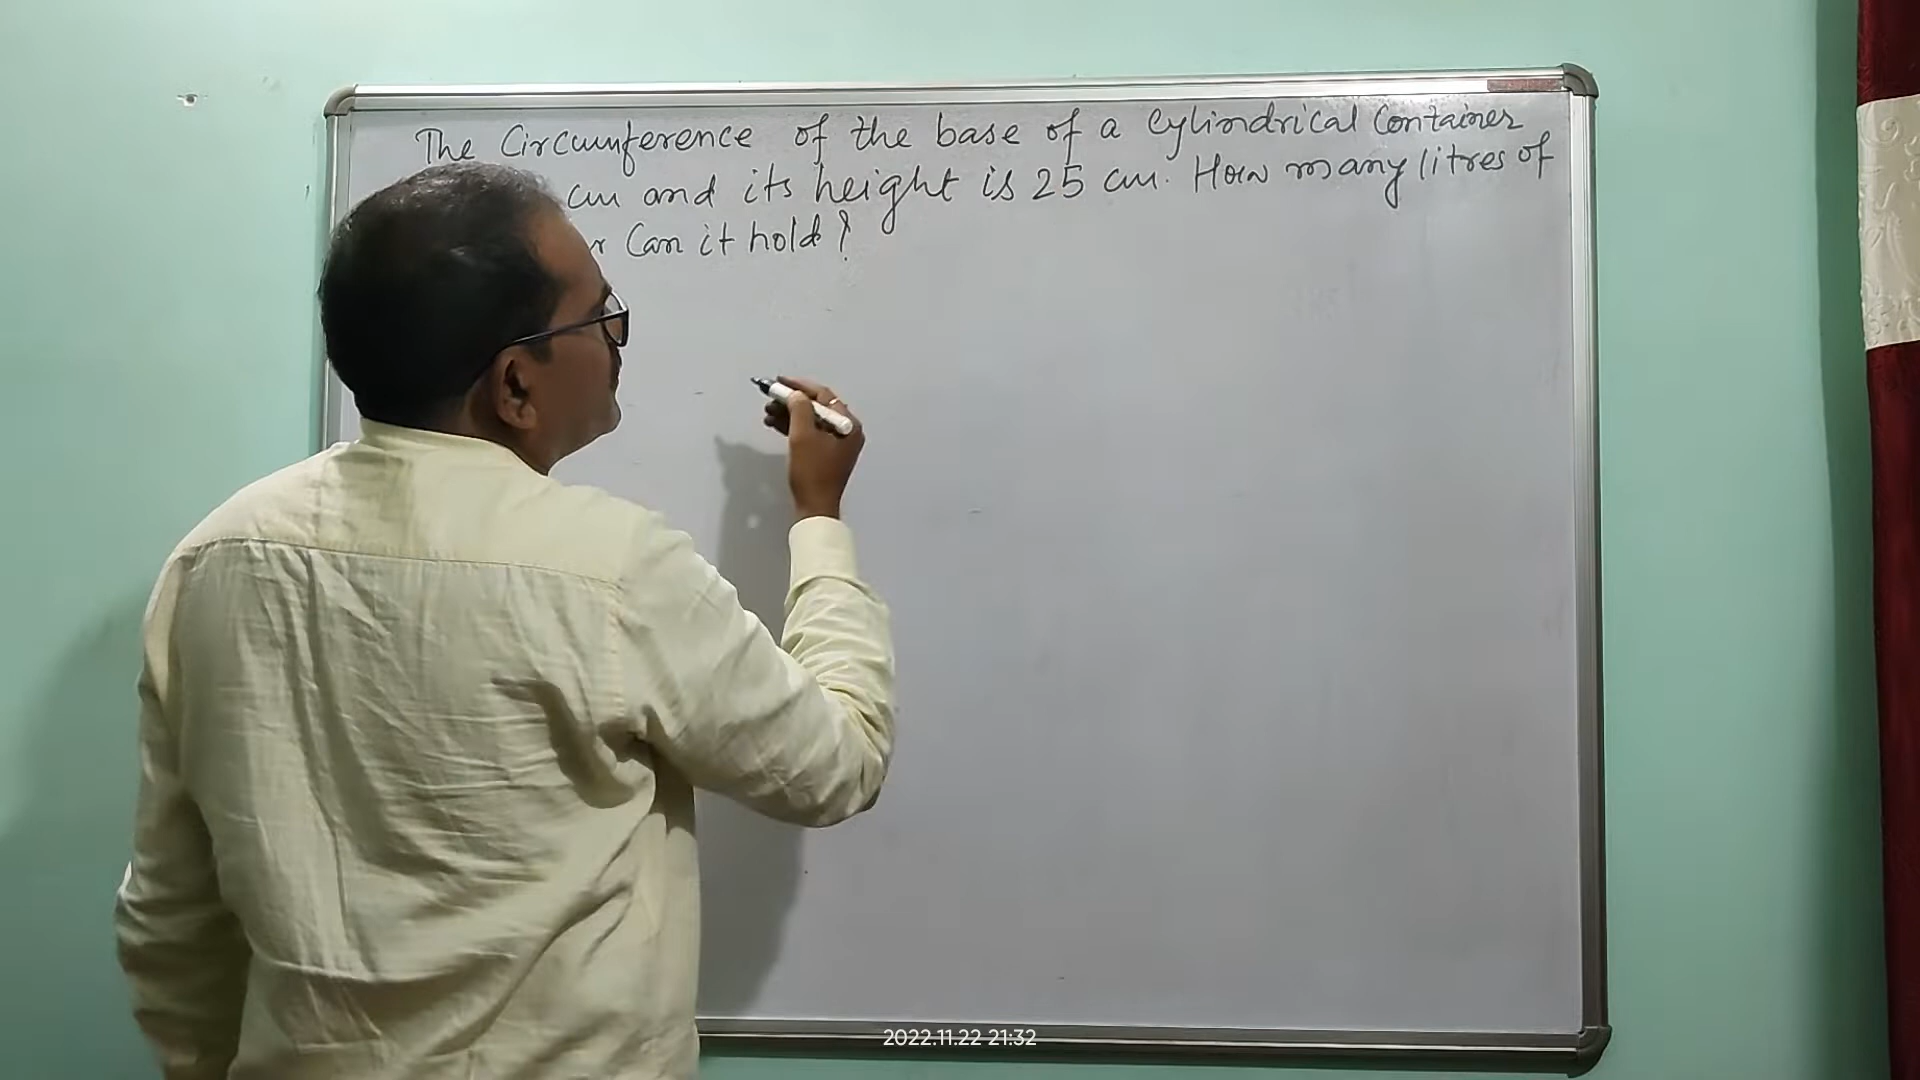 The Circumference of the base of a Cylindrical Container
cm and its height is 25 cm. How many litres of
r Can it hold?
2022.11.22 21:32